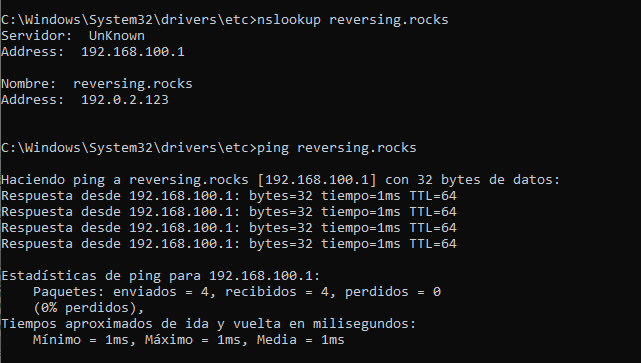 C:\Windows\System32\drivers\etc>nslookup reversing.rocks
Servidor:  UnKnown
Address:  192.168.100.1

Nombre:  reversing.rocks
Address:  192.0.2.123

C:\Windows\System32\drivers\etc>ping reversing.rocks

Haciendo ping a reversing.rocks [192.168.100.1] con 32 bytes de datos:
Respuesta desde 192.168.100.1: bytes=32 tiempo=1ms TTL=64
Respuesta desde 192.168.100.1: bytes=32 tiempo=1ms TTL=64
Respuesta desde 192.168.100.1: bytes=32 tiempo=1ms TTL=64
Respuesta desde 192.168.100.1: bytes=32 tiempo=1ms TTL=64

Estadísticas de ping para 192.168.100.1:
    Paquetes: enviados = 4, recibidos = 4, perdidos = 0
    (0% perdidos),
Tiempos aproximados de ida y vuelta en milisegundos:
    Mínimo = 1ms, Máximo = 1ms, Media = 1ms